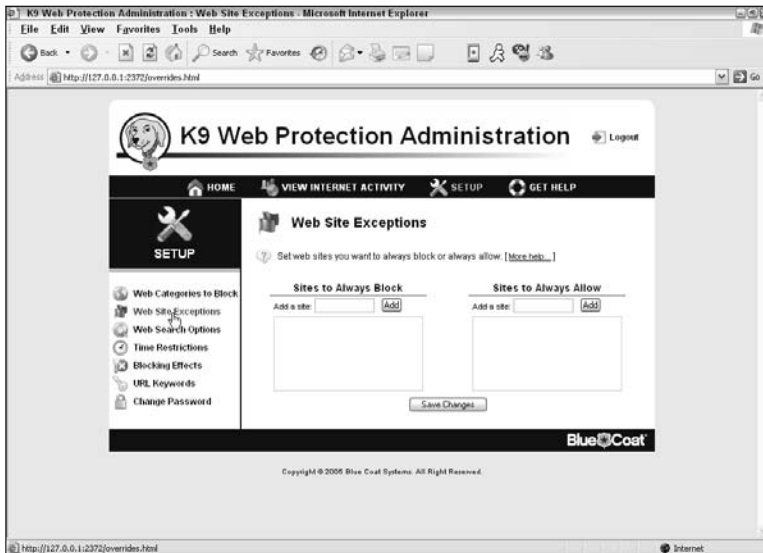 K9 Web Protection Administration : Web Site Exceptions - Microsoft Internet Explorer
File Edit View Favorites Tools Help
Back Search Favorites
Address http://127.0.0.1:2372/overrides.html Go
K9 Web Protection Administration Logout
HOME VIEW INTERNET ACTIVITY SETUP GET HELP
SETUP
Web Categories to Block
Web Site Exceptions
Web Search Options
Time Restrictions
Blocking Effects
URL Keywords
Change Password
Web Site Exceptions
Set web sites you want to always block or always allow. [More help...]
Sites to Always Block Sites to Always Allow
Add a site: Add Add a site: Add
Save Changes
Blue Coat
Copyright © 2005 Blue Coat Systems. All Right Reserved.
http://127.0.0.1:2372/overrides.html Internet